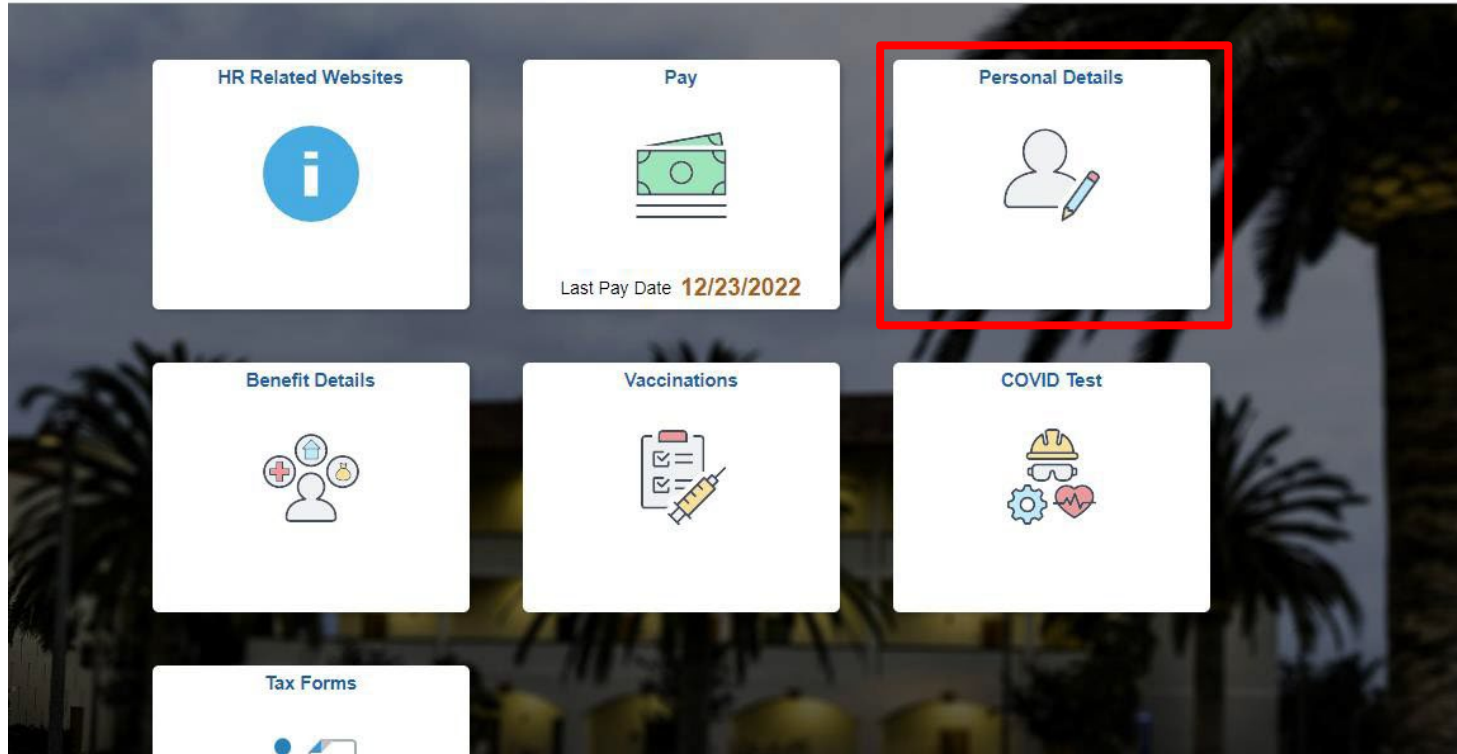 HR Related Websites
Pay
Personal Details
i
Last Pay Date 12/23/2022
Benefit Details
Vaccinations
COVID Test
Tax Forms